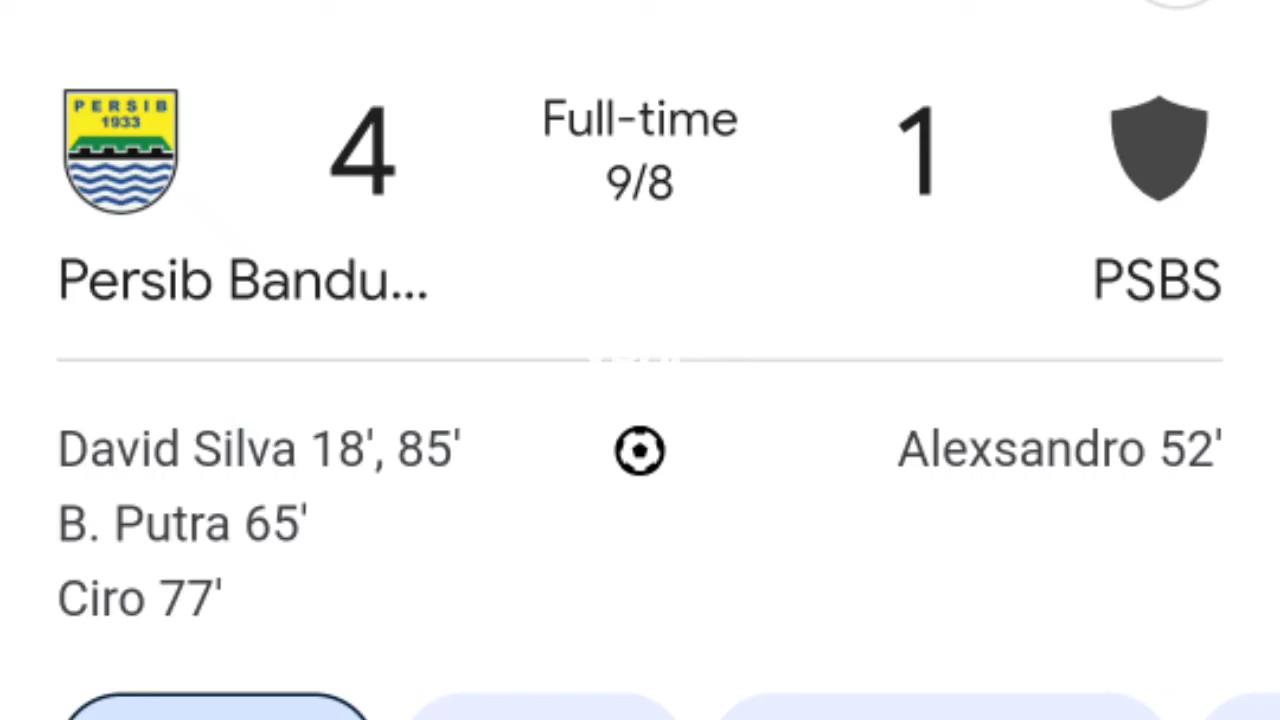 PERSIB
1933
4
Full-time
9/8
1
Persib Bandu...
PSBS
David Silva 18', 85'
Alexsandro 52'
B. Putra 65'
Ciro 77'